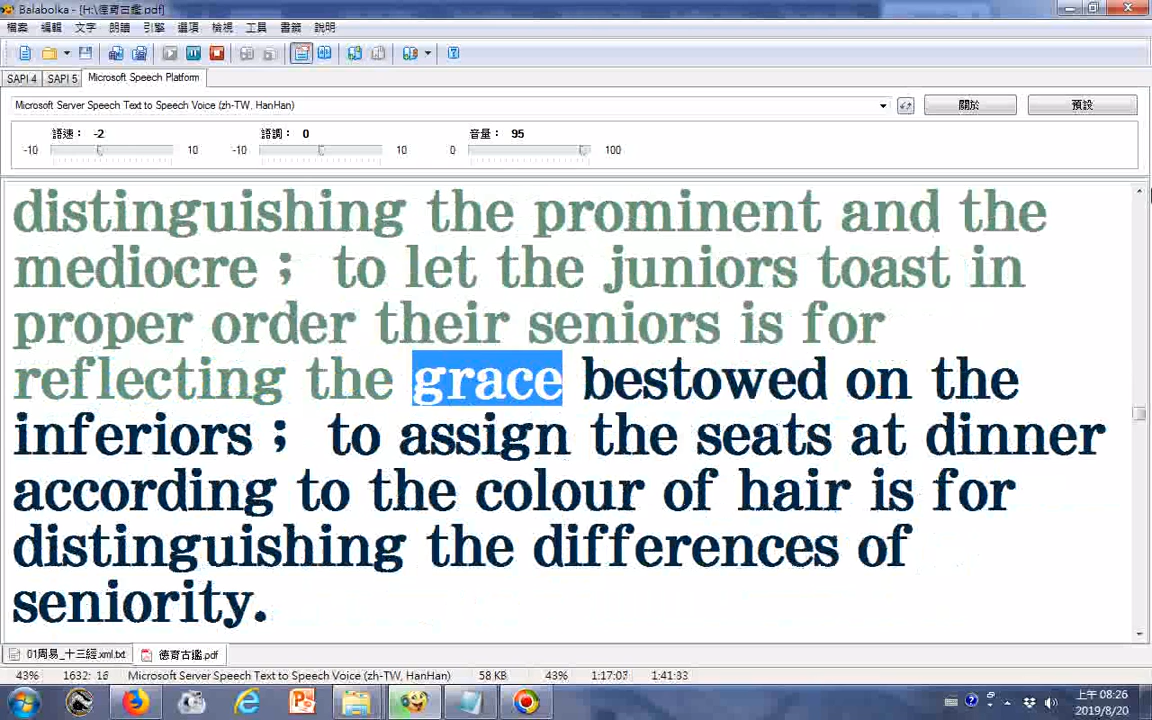 Balabolka - [H:\德育古鑑.pdf]
檔案 編輯 文字 朗讀 引擎 選項 檢視 工具 書籤 說明
SAPI 4 SAPI 5 Microsoft Speech Platform
Microsoft Server Speech Text to Speech Voice (zh-TW, HanHan) 關於 預設
語速： -2 語調： 0 音量： 95
-10 10 -10 10 0 100
distinguishing the prominent and the
mediocre； to let the juniors toast in
proper order their seniors is for
reflecting the grace bestowed on the
inferiors； to assign the seats at dinner
according to the colour of hair is for
distinguishing the differences of
seniority.
01周易_十三經.xml.txt 德育古鑑.pdf
43% 1632: 16 Microsoft Server Speech Text to Speech Voice (zh-TW, HanHan) 58 KB 43% 1:17:03 1:41:33
上午 08:26
2019/8/20